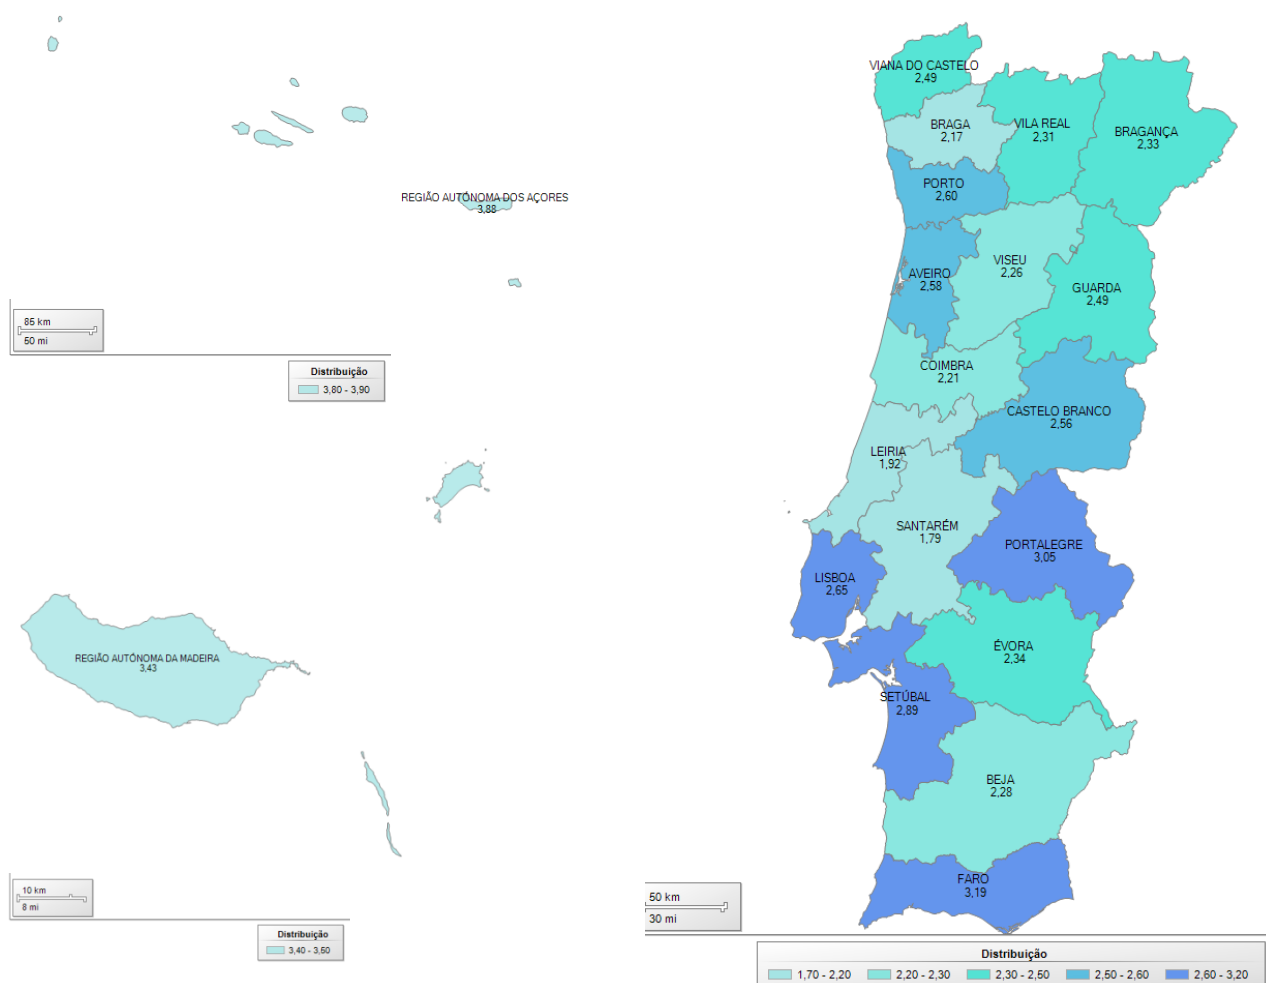 REGIÃO AUTÓNOMA DOS AÇORES
3,88
85 km
50 mi
Distribuição
3,80 - 3,90
REGIÃO AUTÓNOMA DA MADEIRA
3,43
10 km
8 mi
Distribuição
3,40 - 3,50
VIANA DO CASTELO
2,49
BRAGA
2,17
VILA REAL
2,31
BRAGANÇA
2,33
PORTO
2,60
AVEIRO
2,58
VISEU
2,26
GUARDA
2,49
COIMBRA
2,21
CASTELO BRANCO
2,56
LEIRIA
1,92
SANTARÉM
1,79
PORTALEGRE
3,05
LISBOA
2,65
ÉVORA
2,34
SETÚBAL
2,89
BEJA
2,28
FARO
3,19
50 km
30 mi
Distribuição
1,70 - 2,20 2,20 - 2,30 2,30 - 2,50 2,50 - 2,60 2,60 - 3,20